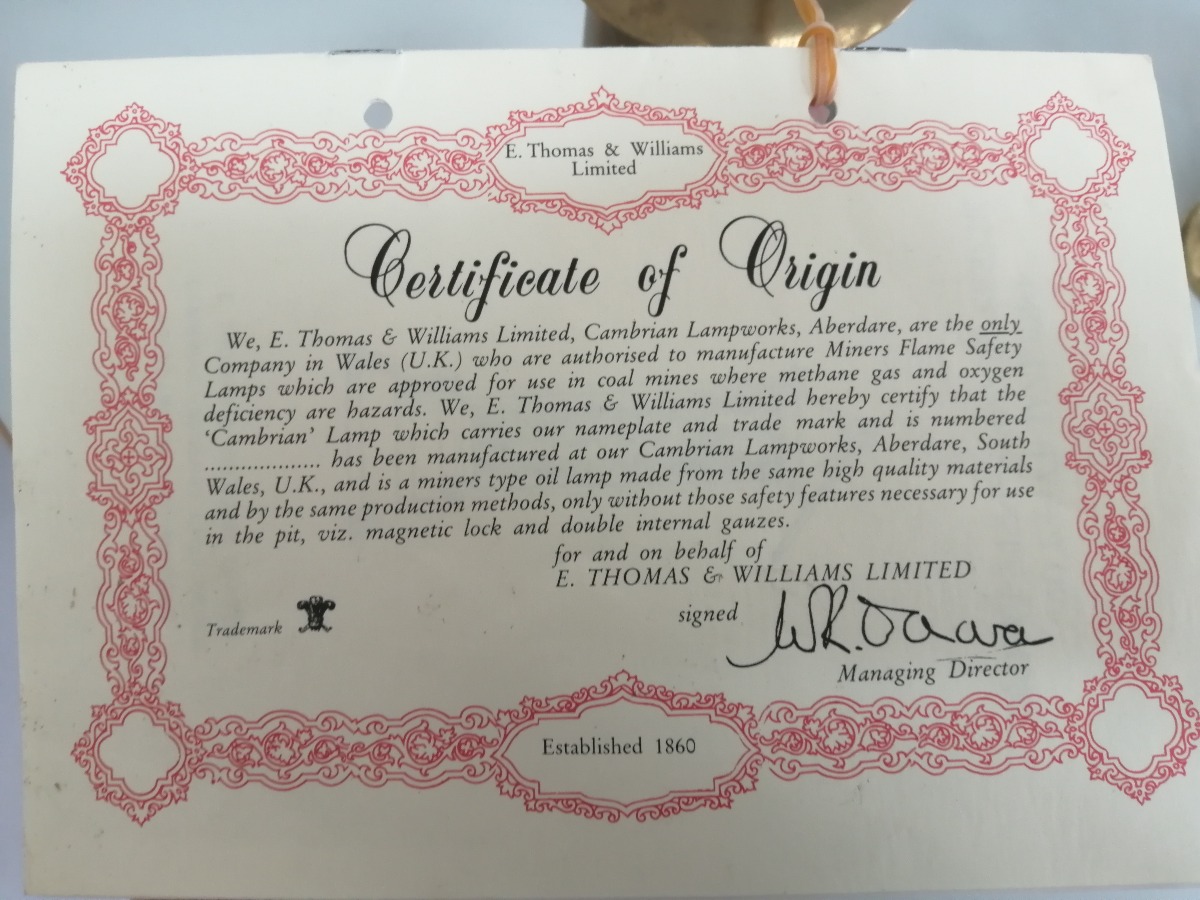 E. Thomas & Williams
Limited
Certificate of Origin
We, E. Thomas & Williams Limited, Cambrian Lampworks, Aberdare, are the only
Company in Wales (U.K.) who are authorised to manufacture Miners Flame Safety
Lamps which are approved for use in coal mines where methane gas and oxygen
deficiency are hazards. We, E. Thomas & Williams Limited hereby certify that the
‘Cambrian’ Lamp which carries our nameplate and trade mark and is numbered
.................... has been manufactured at our Cambrian Lampworks, Aberdare, South
Wales, U.K., and is a miners type oil lamp made from the same high quality materials
and by the same production methods, only without those safety features necessary for use
in the pit, viz. magnetic lock and double internal gauzes.
for and on behalf of
E. THOMAS & WILLIAMS LIMITED
signed
Trademark
Managing Director
Established 1860